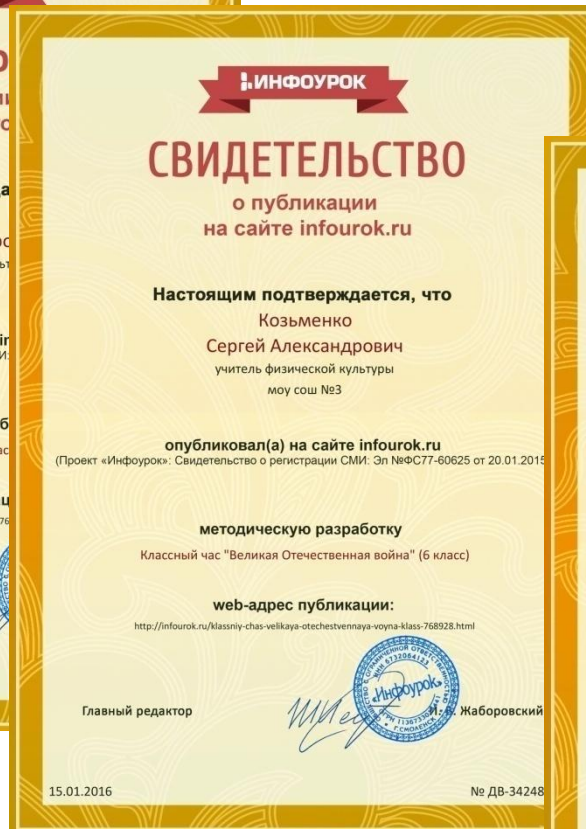 ИНФОУРОК
СВИДЕТЕЛЬСТВО
о публикации
на сайте infourok.ru
Настоящим подтверждается, что
Козьменко
Сергей Александрович
учитель физической культуры
моу сош №3
опубликовал(а) на сайте infourok.ru
(Проект «Инфоурок»: Свидетельство о регистрации СМИ: Эл №ФС77-60625 от 20.01.2015
методическую разработку
Классный час "Великая Отечественная война" (6 класс)
web-адрес публикации:
http://infourok.ru/klassniy-chas-velikaya-otechestvennaya-voyna-klass-768928.html
«Инфоурок»
Главный редактор
Жаборовский
15.01.2016
№ ДВ-34248